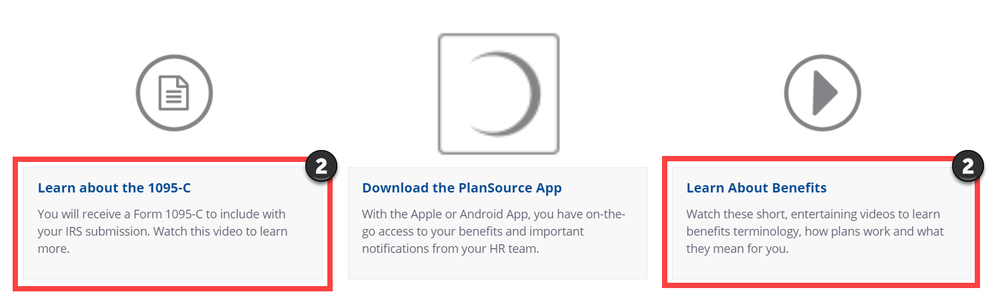 2
Learn about the 1095-C
You will receive a Form 1095-C to include with
your IRS submission. Watch this video to learn
more.
Download the PlanSource App
With the Apple or Android App, you have on-the-
go access to your benefits and important
notifications from your HR team.
2
Learn About Benefits
Watch these short, entertaining videos to learn
benefits terminology, how plans work and what
they mean for you.